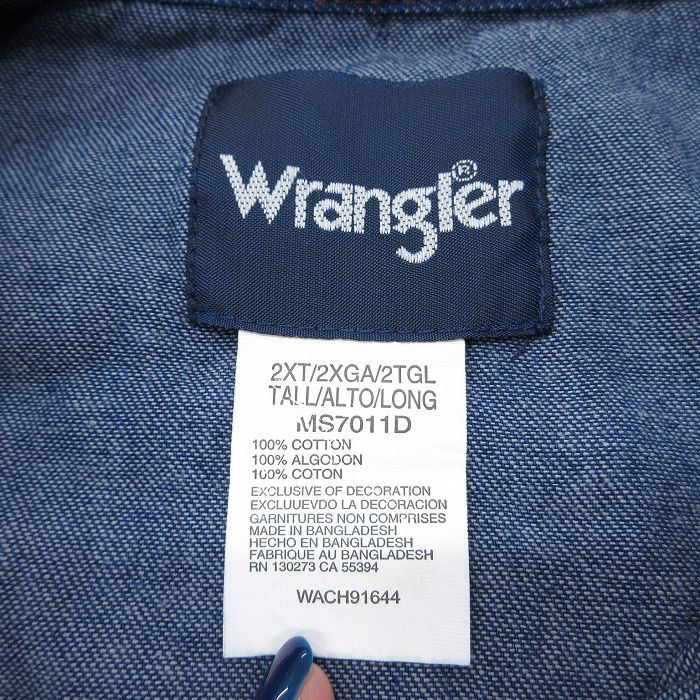 Wrangler®
2XT/2XGA/2TGL
TALL/ALTO/LONG
MS7011D
100% COTTON
100% ALGODON
100% COTON
EXCLUSIVE OF DECORATION
EXCLUUEVDO LA DECORACION
GARNITURES NON COMPRISES
MADE IN BANGLADESH
HECHO EN BANGLADESH
FABRIQUE AU BANGLADESH
RN 130273 CA 55394
WACH91644